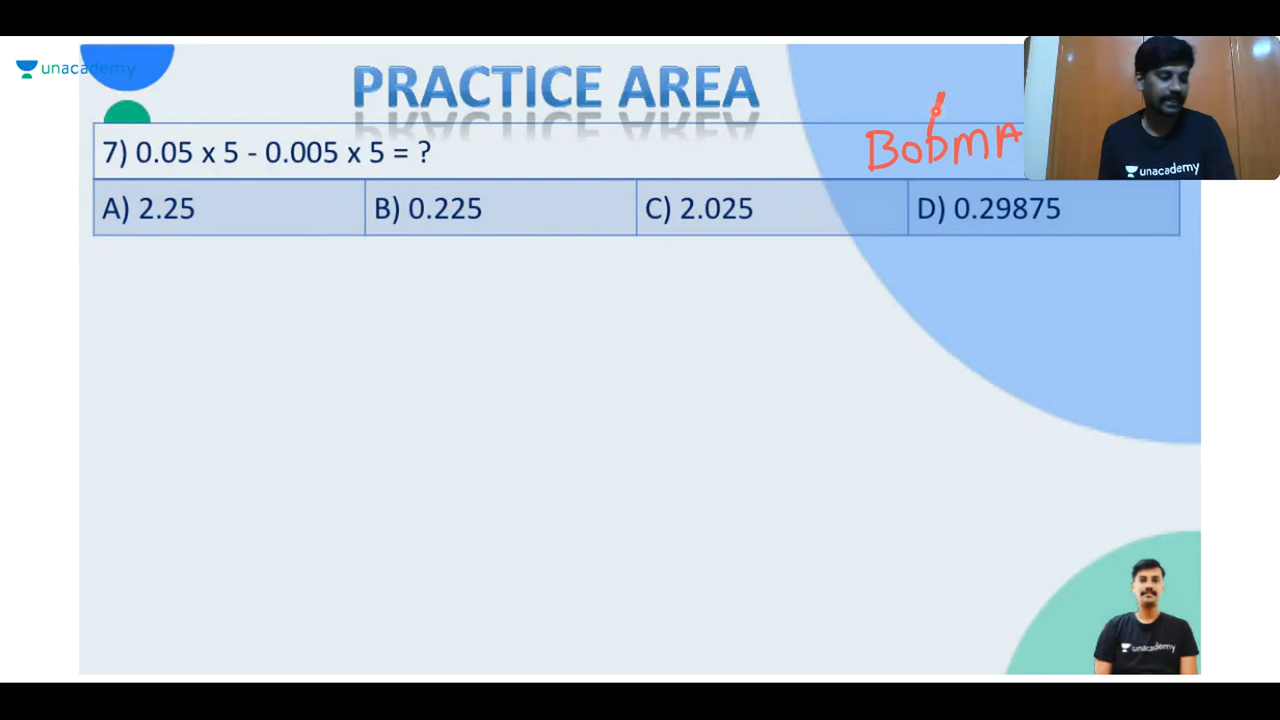 unacademy
PRACTICE AREA
BODMA
7) 0.05 x 5 - 0.005 x 5 = ?
A) 2.25 B) 0.225 C) 2.025 D) 0.29875
unacademy
unacademy